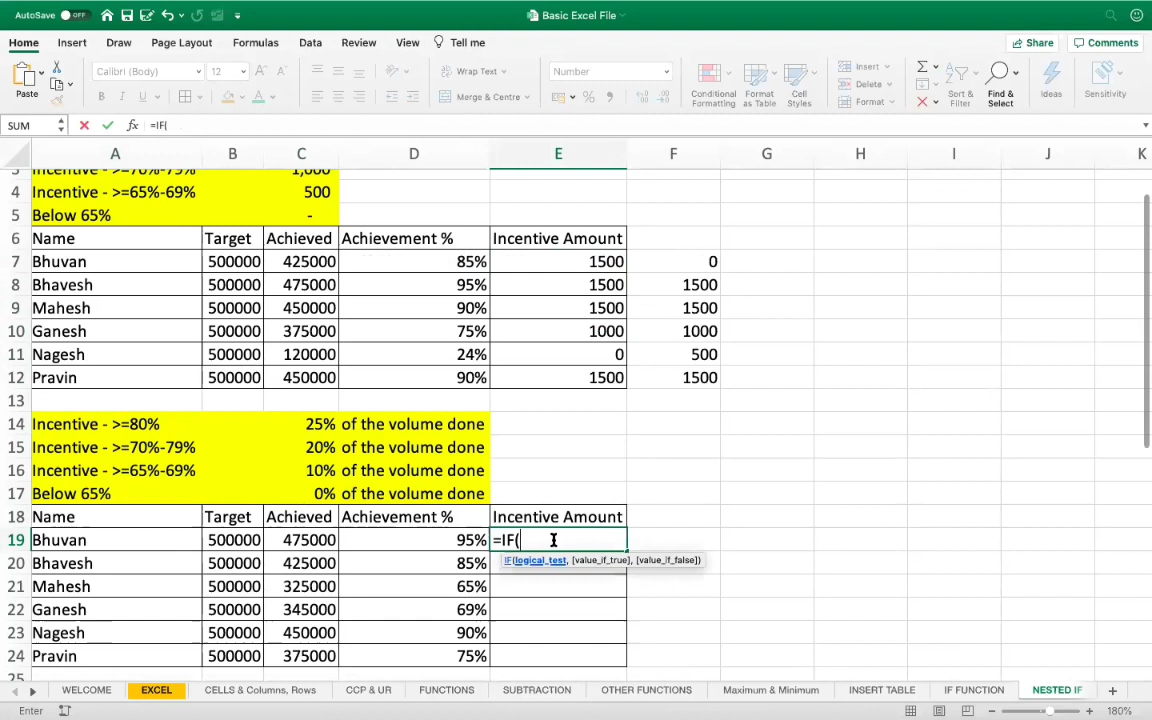 AutoSave OFF Basic Excel File
Home Insert Draw Page Layout Formulas Data Review View Tell me Share Comments
Paste Calibri (Body) 12 A A Wrap Text Number Insert Conditional Formatting Format as Table Cell Styles Delete Sort & Filter Find & Select Ideas Sensitivity
B I U A Merge & Centre % Format
SUM fx =IF(
A B C D E F G H I J K
3 Incentive - >=70%-79% 1,000
4 Incentive - >=65%-69% 500
5 Below 65% -
6 Name Target Achieved Achievement % Incentive Amount
7 Bhuvan 500000 425000 85% 1500 0
8 Bhavesh 500000 475000 95% 1500 1500
9 Mahesh 500000 450000 90% 1500 1500
10 Ganesh 500000 375000 75% 1000 1000
11 Nagesh 500000 120000 24% 0 500
12 Pravin 500000 450000 90% 1500 1500
13
14 Incentive - >=80% 25% of the volume done
15 Incentive - >=70%-79% 20% of the volume done
16 Incentive - >=65%-69% 10% of the volume done
17 Below 65% 0% of the volume done
18 Name Target Achieved Achievement % Incentive Amount
19 Bhuvan 500000 475000 95% =IF(
IF(logical_test, [value_if_true], [value_if_false])
20 Bhavesh 500000 425000 85%
21 Mahesh 500000 325000 65%
22 Ganesh 500000 345000 69%
23 Nagesh 500000 450000 90%
24 Pravin 500000 375000 75%
25
WELCOME EXCEL CELLS & Columns, Rows CCP & UR FUNCTIONS SUBTRACTION OTHER FUNCTIONS Maximum & Minimum INSERT TABLE IF FUNCTION NESTED IF +
Enter 180%